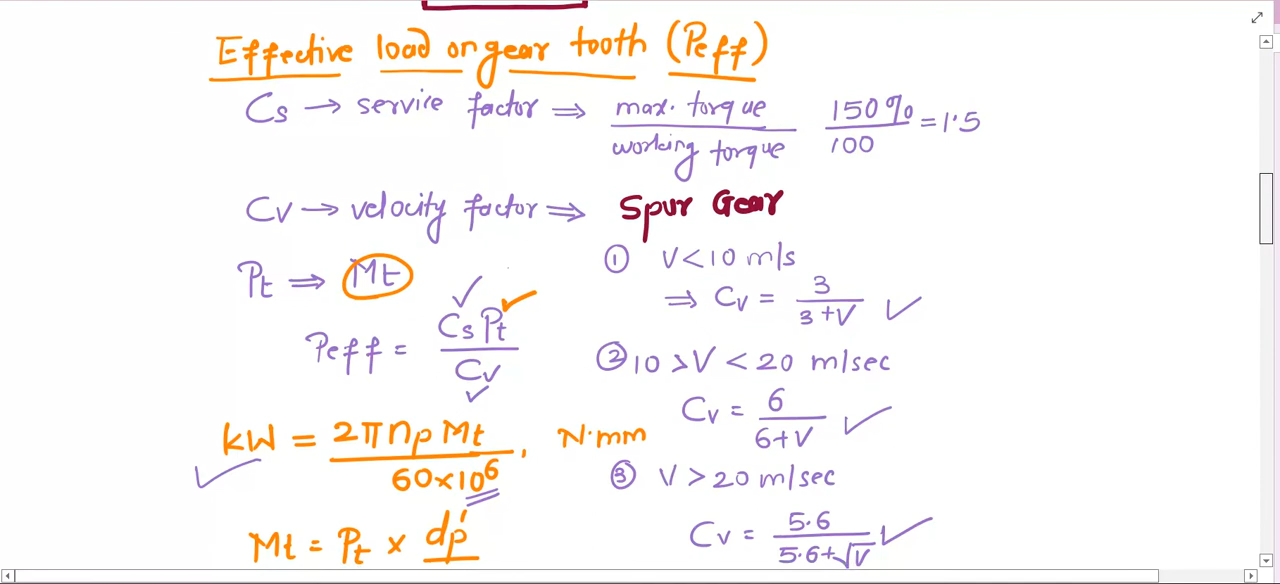 Effective load on gear tooth (Peff)
Cs → service factor ⇒ max. torque / working torque 150% / 100 = 1.5
Cv → velocity factor ⇒ Spur Gear
① V < 10 m/s
⇒ Cv = 3 / 3+V ✓
② 10 > V < 20 m/sec
Cv = 6 / 6+V ✓
③ V > 20 m/sec
Cv = 5.6 / 5.6+√V ✓
Pt ⇒ Mt
Peff = Cs Pt / Cv
kW = 2π np Mt / 60×10⁶, N·mm
Mt = Pt × dp'